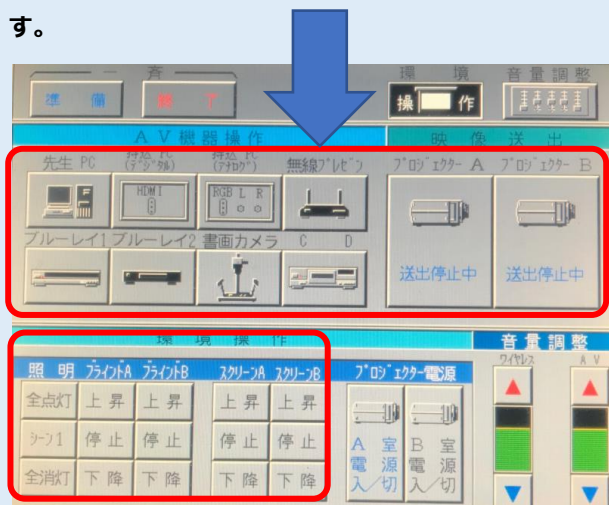 す。
一 斉
準 備
終 了
環 境
操 作
音量調整
AV機器操作
映 像 送 出
先生 PC
持込 PC
(デジタル)
持込 PC
(アナログ)
無線プレゼン
プロジェクター A
プロジェクター B
HDMI
RGB L R
ブルーレイ1
ブルーレイ2
書画カメラ
C D
送出停止中
送出停止中
環 境 操 作
音量調整
照 明
ブラインドA
ブラインドB
スクリーンA
スクリーンB
プロジェクター電源
ワイヤレス
AV
全点灯
上 昇
上 昇
上 昇
上 昇
シーン1
停 止
停 止
停 止
停 止
全消灯
下 降
下 降
下 降
下 降
A 室
電 源
入/切
B 室
電 源
入/切